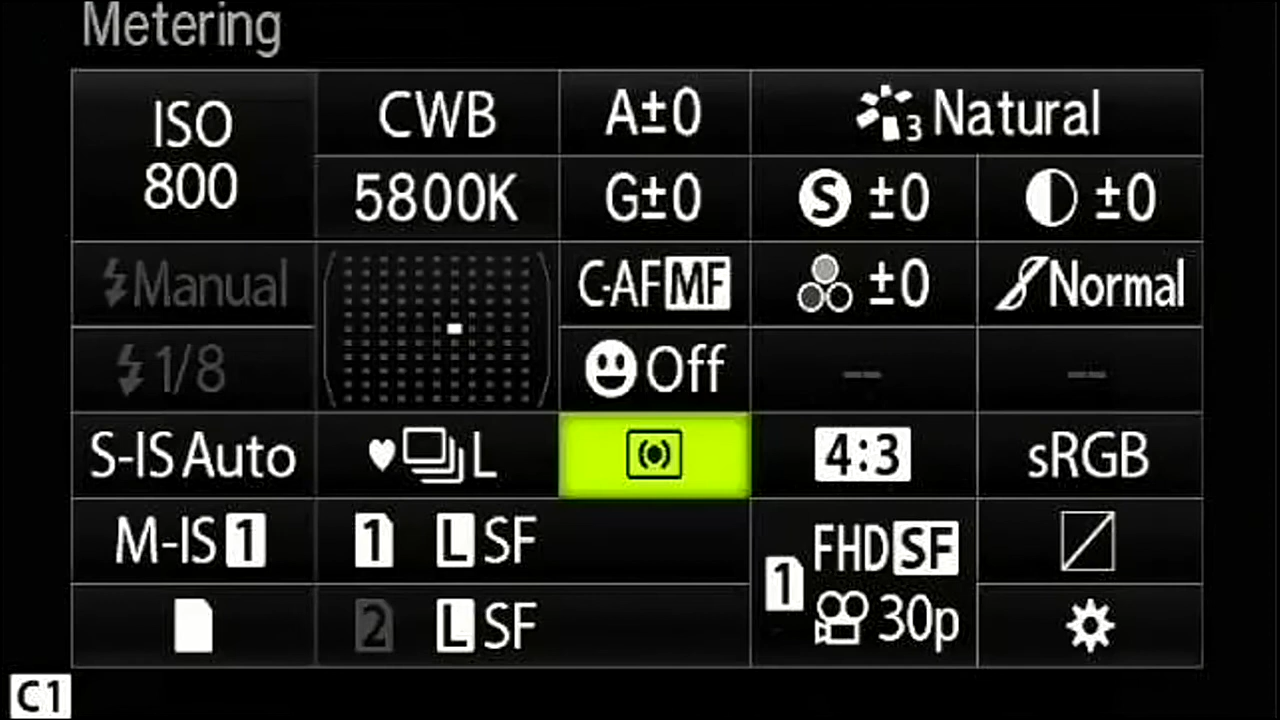 Metering
ISO 800
CWB
A±0
3 Natural
5800K
G±0
S ±0
±0
Manual
C-AF MF
±0
Normal
1/8
Off
--
--
S-IS Auto
L
4:3
sRGB
M-IS 1
1 L SF
1 FHD SF 30p
2 L SF
C1